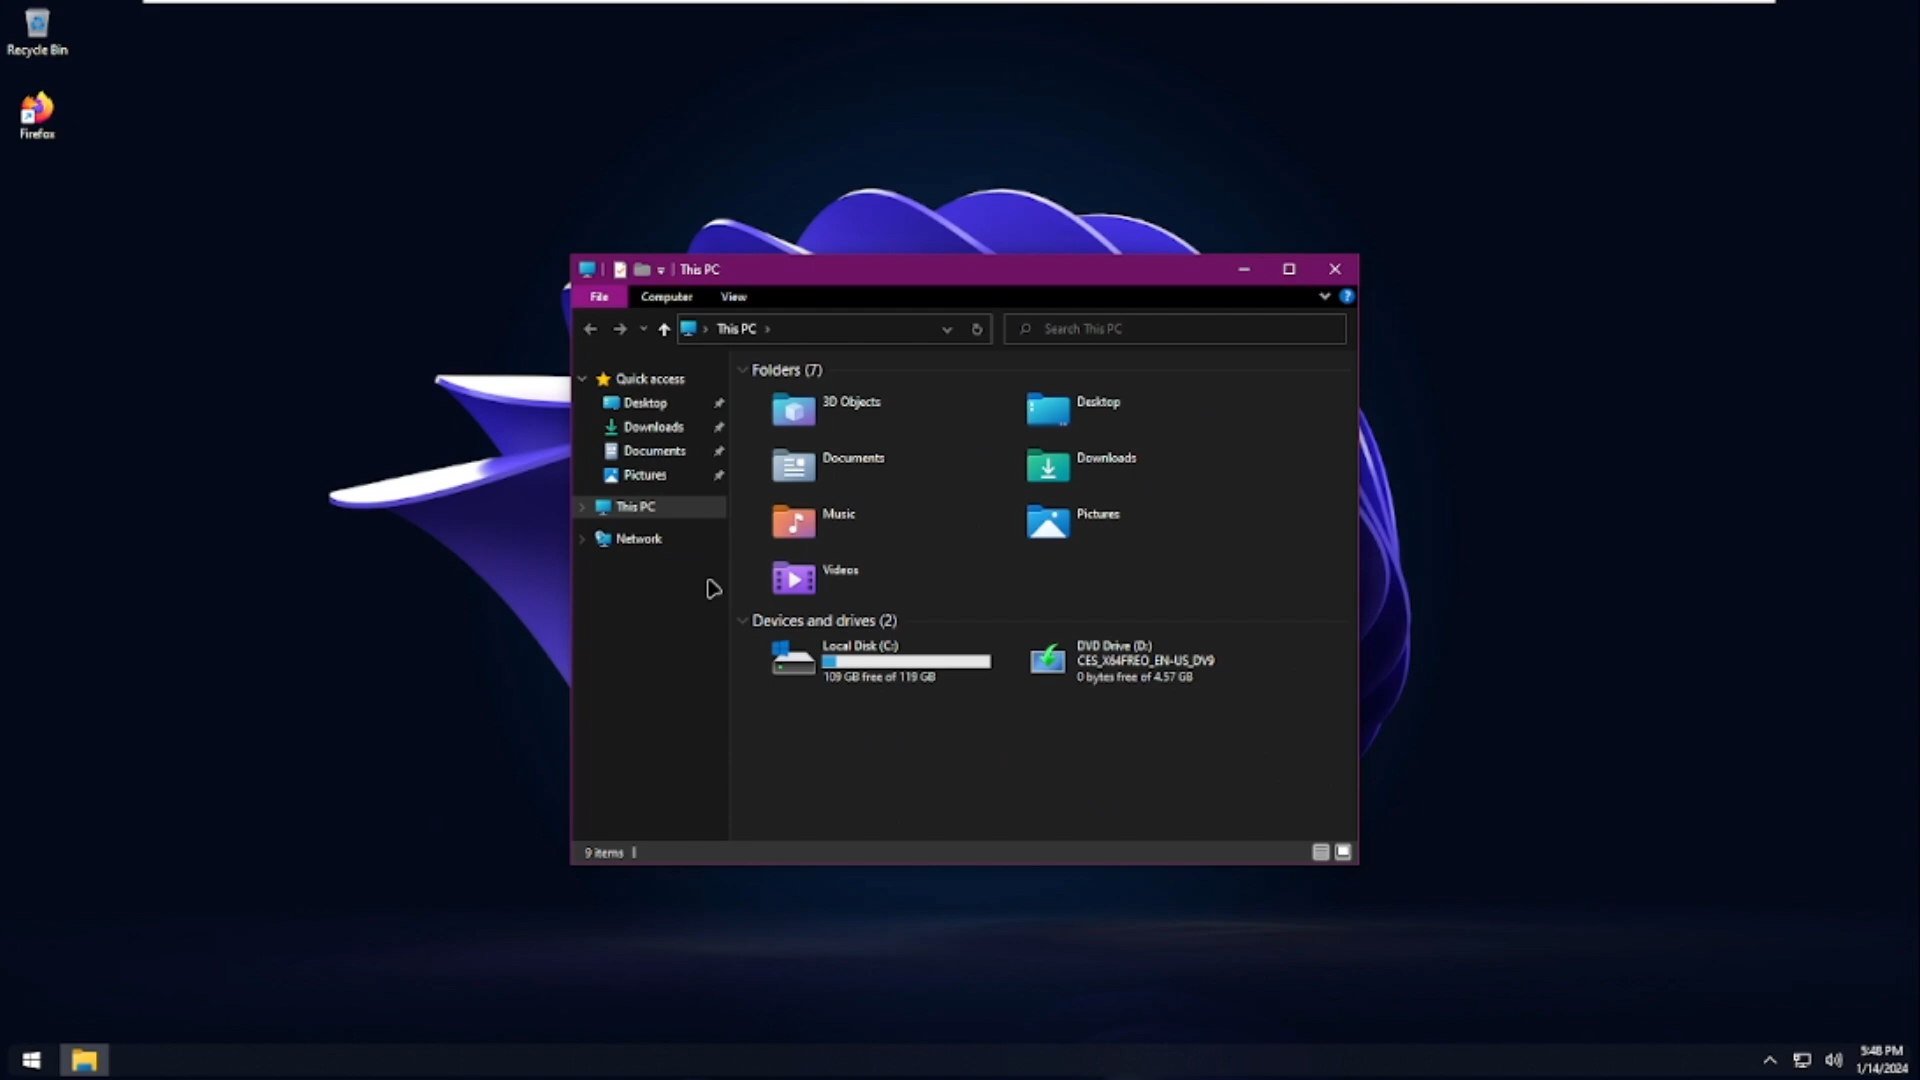 Recycle Bin
Firefox
This PC
File Computer View
This PC
Search This PC
Quick access
Desktop
Downloads
Documents
Pictures
This PC
Network
Folders (7)
3D Objects
Desktop
Documents
Downloads
Music
Pictures
Videos
Devices and drives (2)
Local Disk (C:)
109 GB free of 119 GB
DVD Drive (D:)
CES_X64FREO_EN-US_DV9
0 bytes free of 4.57 GB
9 items
5:48 PM
1/14/2024